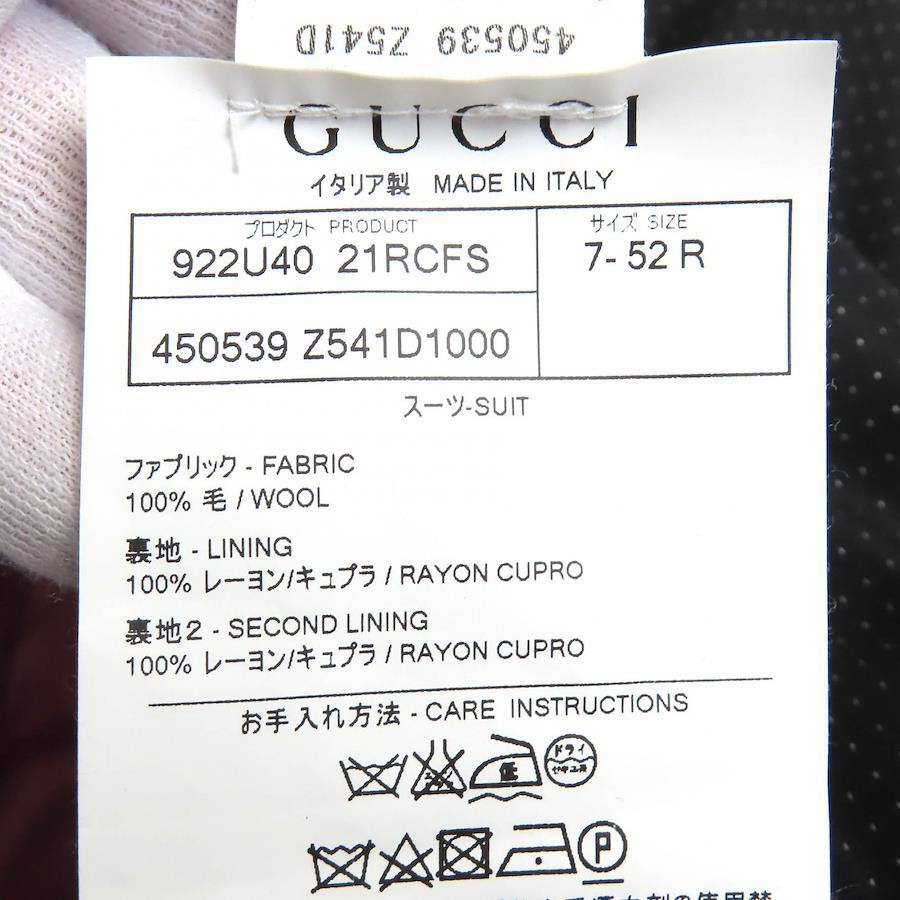 450539 Z541D
GUCCI
イタリア製 MADE IN ITALY
プロダクト PRODUCT
922U40 21RCFS
サイズ SIZE
7- 52 R
450539 Z541D1000
スーツ-SUIT
ファブリック - FABRIC
100% 毛 / WOOL
裏地 - LINING
100% レーヨン/キュプラ / RAYON CUPRO
裏地2 - SECOND LINING
100% レーヨン/キュプラ / RAYON CUPRO
お手入れ方法 - CARE INSTRUCTIONS
低
ドライ
P